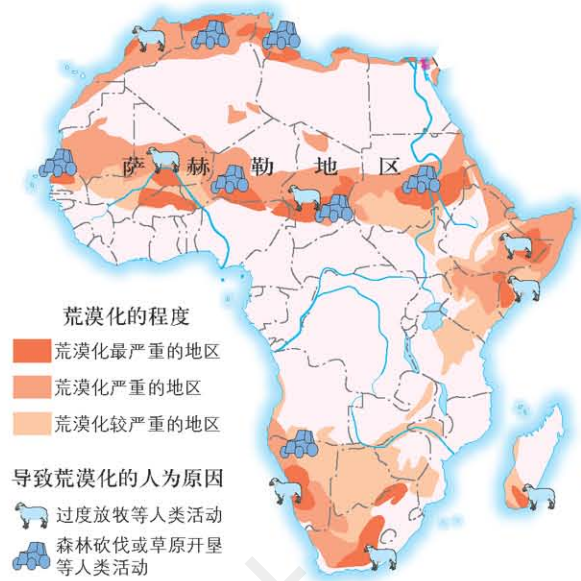 萨赫勒地区
荒漠化的程度
荒漠化最严重的地区
荒漠化严重的地区
荒漠化较严重的地区
导致荒漠化的人为原因
过度放牧等人类活动
森林砍伐或草原开垦
等人类活动